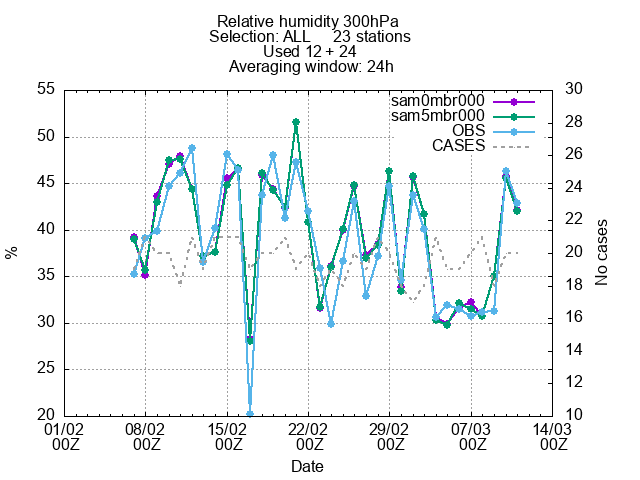 Relative humidity 300hPa
Selection: ALL 23 stations
Used 12 + 24
Averaging window: 24h
sam0mbr000
sam5mbr000
OBS
CASES
%
55
50
45
40
35
30
25
20
No cases
30
28
26
24
22
20
18
16
14
12
10
01/02 08/02 15/02 22/02 29/02 07/03 14/03
00Z 00Z 00Z 00Z 00Z 00Z 00Z
Date